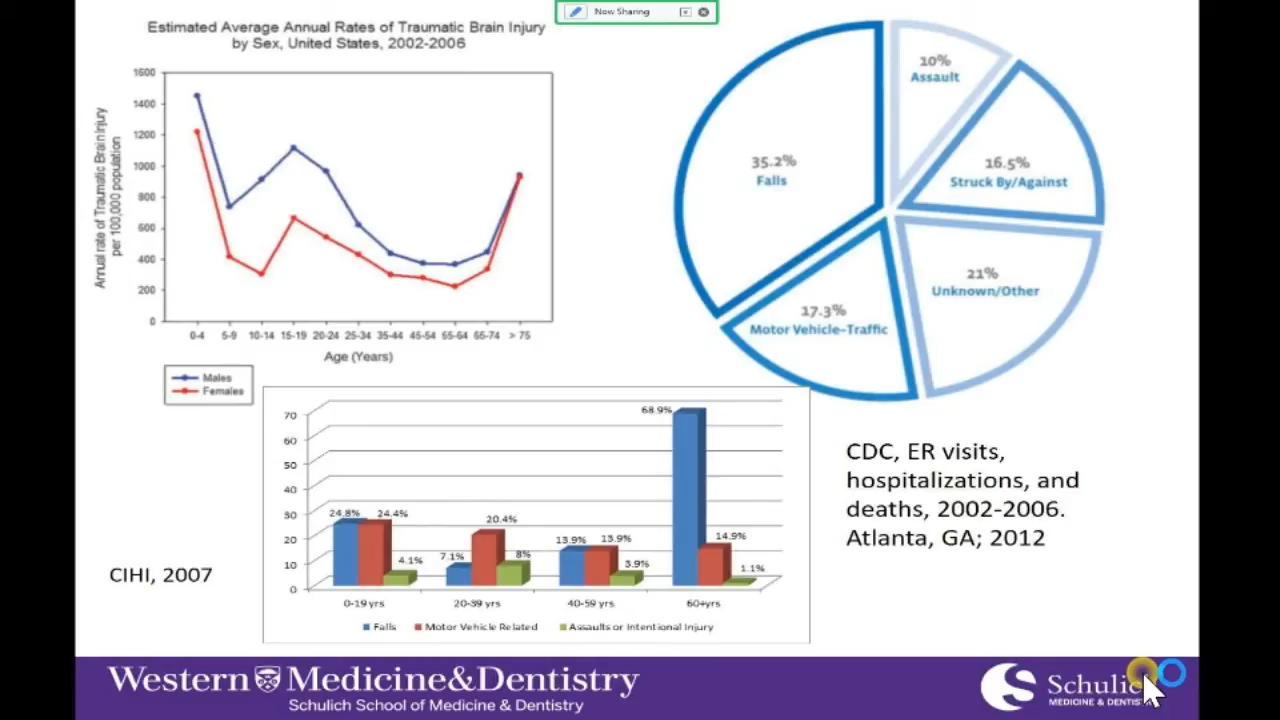 Now Sharing
Estimated Average Annual Rates of Traumatic Brain Injury
by Sex, United States, 2002-2006
Annual rate of Traumatic Brain Injury
per 100,000 population
1600
1400
1200
1000
800
600
400
200
0
0-4 5-9 10-14 15-19 20-24 25-34 35-44 45-54 55-64 65-74 > 75
Age (Years)
Males
Females
10%
Assault
16.5%
Struck By/Against
21%
Unknown/Other
17.3%
Motor Vehicle–Traffic
35.2%
Falls
70
60
50
40
30
20
10
0
24.8% 24.4% 4.1%
7.1% 20.4% 8%
13.9% 13.9% 3.9%
68.9% 14.9% 1.1%
0-19 yrs 20-39 yrs 40-59 yrs 60+yrs
Falls Motor Vehicle Related Assaults or Intentional Injury
CIHI, 2007
CDC, ER visits,
hospitalizations, and
deaths, 2002-2006.
Atlanta, GA; 2012
Western Medicine&Dentistry
Schulich School of Medicine & Dentistry
Schulic
MEDICINE & DENTIST